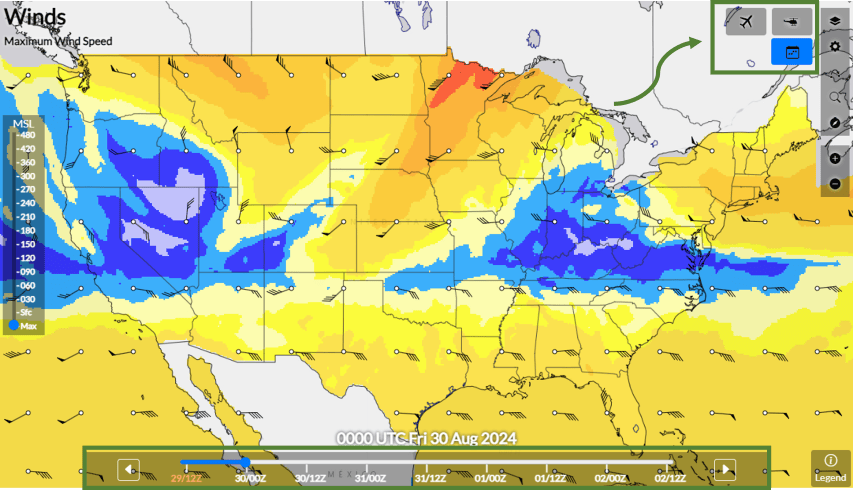 Winds
Maximum Wind Speed
MSL
-480
-420
-360
-300
-270
-240
-210
-180
-150
-120
-090
-060
-030
-Sfc
Max
0000 UTC Fri 30 Aug 2024
29/12Z 30/00Z 30/12Z 31/00Z 31/12Z 01/00Z 01/12Z 02/00Z 02/12Z
MEXICO
Legend